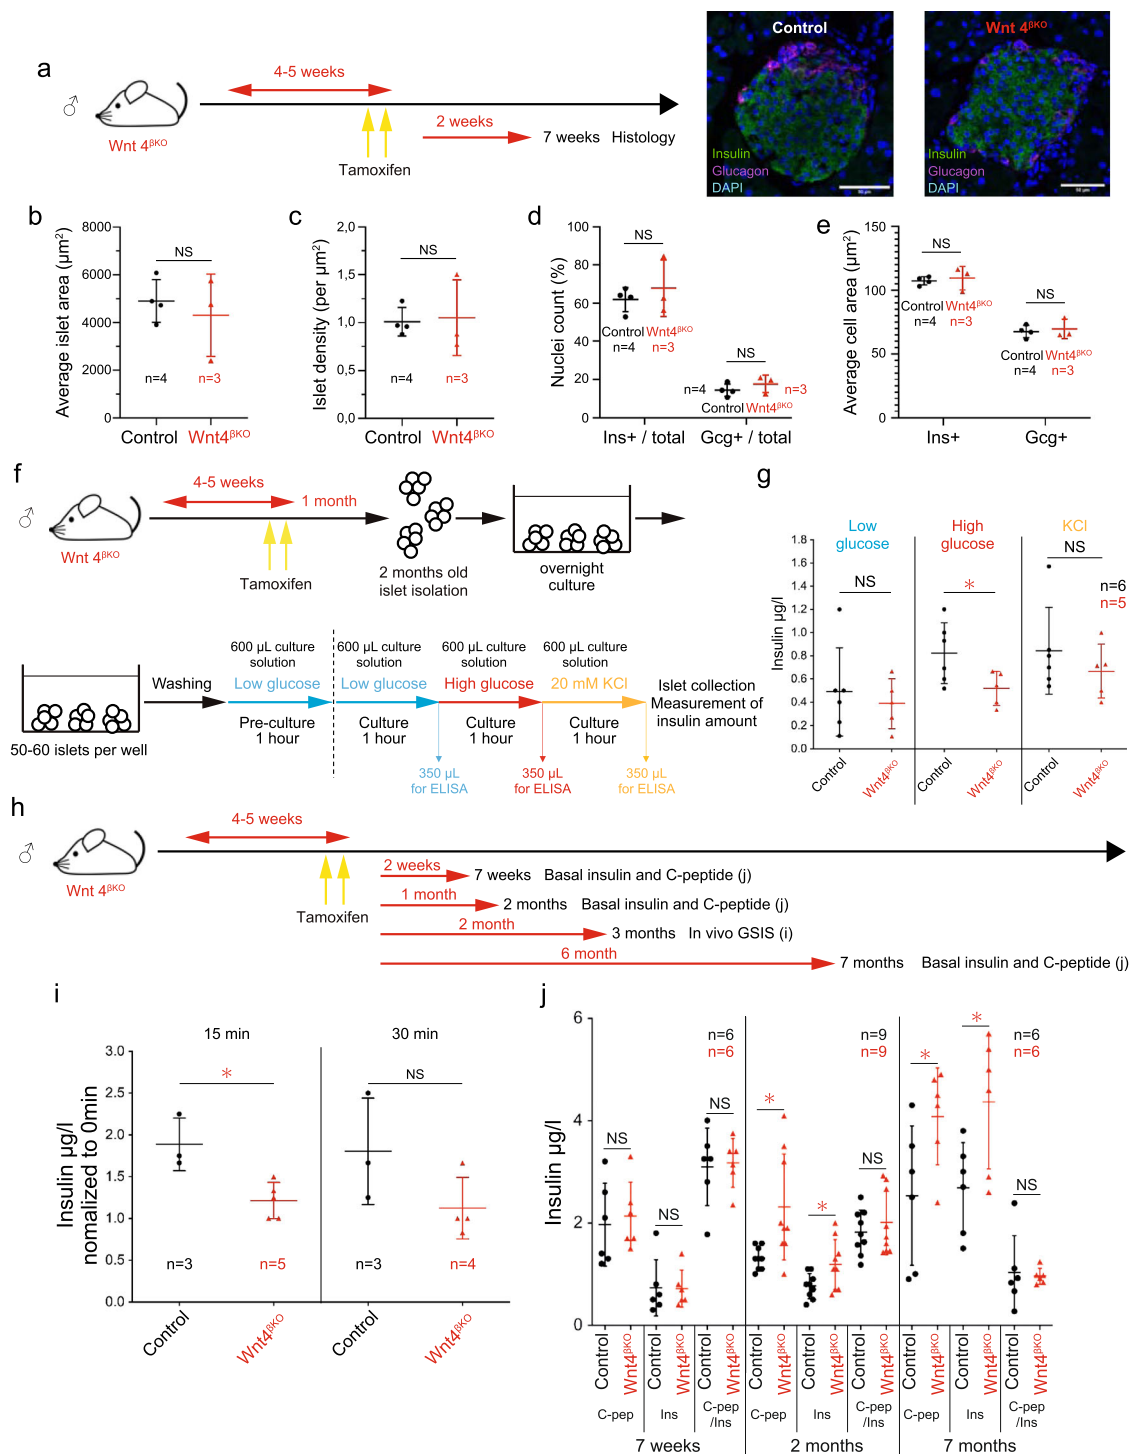 a
♂
Wnt 4βKO
4-5 weeks
Tamoxifen
2 weeks
7 weeks Histology
Control
Insulin
Glucagon
DAPI
Wnt 4βKO
Insulin
Glucagon
DAPI
b
Average islet area (µm²)
8000
6000
4000
2000
0
NS
n=4
n=3
Control
Wnt4βKO
c
Islet density (per µm²)
2,0
1,5
1,0
0,5
0,0
NS
n=4
n=3
Control
Wnt4βKO
d
Nuclei count (%)
100
80
60
40
20
0
NS
Control
n=4
Wnt4βKO
n=3
NS
n=4
n=3
Control
Wnt4βKO
Ins+ / total
Gcg+ / total
e
Average cell area (µm²)
150
100
50
0
NS
Control
n=4
Wnt4βKO
n=3
NS
Control
n=4
Wnt4βKO
n=3
Ins+
Gcg+
f
♂
Wnt 4βKO
4-5 weeks
1 month
Tamoxifen
2 months old
islet isolation
overnight
culture
50-60 islets per well
Washing
600 µL culture
solution
Low glucose
Pre-culture
1 hour
600 µL culture
solution
Low glucose
Culture
1 hour
350 µL
for ELISA
600 µL culture
solution
High glucose
Culture
1 hour
350 µL
for ELISA
600 µL culture
solution
20 mM KCl
Culture
1 hour
350 µL
for ELISA
Islet collection
Measurement of
insulin amount
g
Insulin µg/l
1.8
1.6
1.4
1.2
1.0
0.8
0.6
0.4
0.2
0.0
Low
glucose
NS
Control
Wnt4βKO
High
glucose
*
Control
Wnt4βKO
KCl
NS
n=6
n=5
Control
Wnt4βKO
h
♂
Wnt 4βKO
4-5 weeks
Tamoxifen
2 weeks
7 weeks Basal insulin and C-peptide (j)
1 month
2 months Basal insulin and C-peptide (j)
2 month
3 months In vivo GSIS (i)
6 month
7 months Basal insulin and C-peptide (j)
i
Insulin µg/l
nomalized to 0min
3.0
2.5
2.0
1.5
1.0
0.5
0.0
15 min
*
n=3
n=5
Control
Wnt4βKO
30 min
NS
n=3
n=4
Control
Wnt4βKO
j
Insulin µg/l
6
4
2
0
NS
NS
NS
n=6
n=6
*
*
NS
n=9
n=9
*
*
NS
n=6
n=6
Control
Wnt4βKO
Control
Wnt4βKO
Control
Wnt4βKO
Control
Wnt4βKO
Control
Wnt4βKO
Control
Wnt4βKO
Control
Wnt4βKO
Control
Wnt4βKO
Control
Wnt4βKO
C-pep
Ins
C-pep
/Ins
C-pep
Ins
C-pep
/Ins
C-pep
Ins
C-pep
/Ins
7 weeks
2 months
7 months